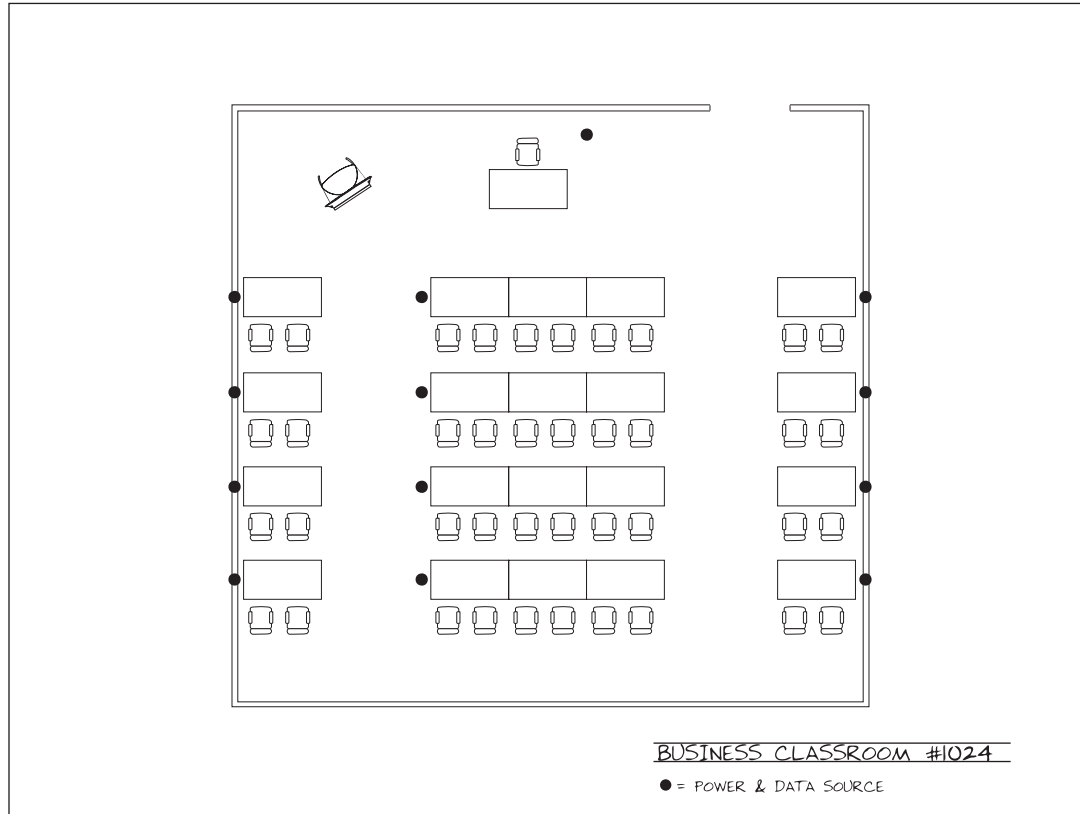 BUSINESS CLASSROOM #1024
● = POWER & DATA SOURCE